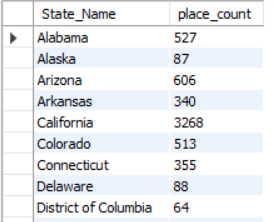 State_Name place_count
Alabama 527
Alaska 87
Arizona 606
Arkansas 340
California 3268
Colorado 513
Connecticut 355
Delaware 88
District of Columbia 64